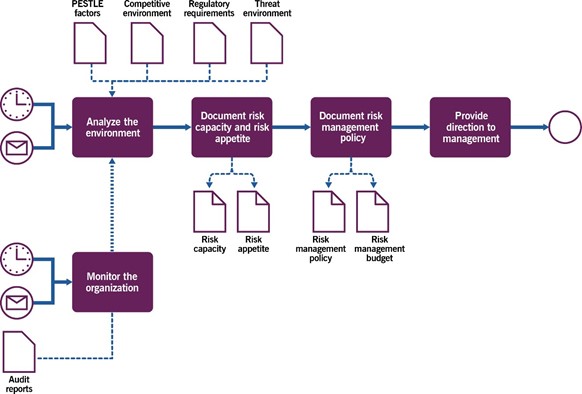 PESTLE
factors
Competitive
environment
Regulatory
requirements
Threat
environment
Analyze the
environment
Document risk
capacity and risk
appetite
Document risk
management
policy
Provide
direction to
management
Risk
capacity
Risk
appetite
Risk
management
policy
Risk
management
budget
Monitor the
organization
Audit
reports